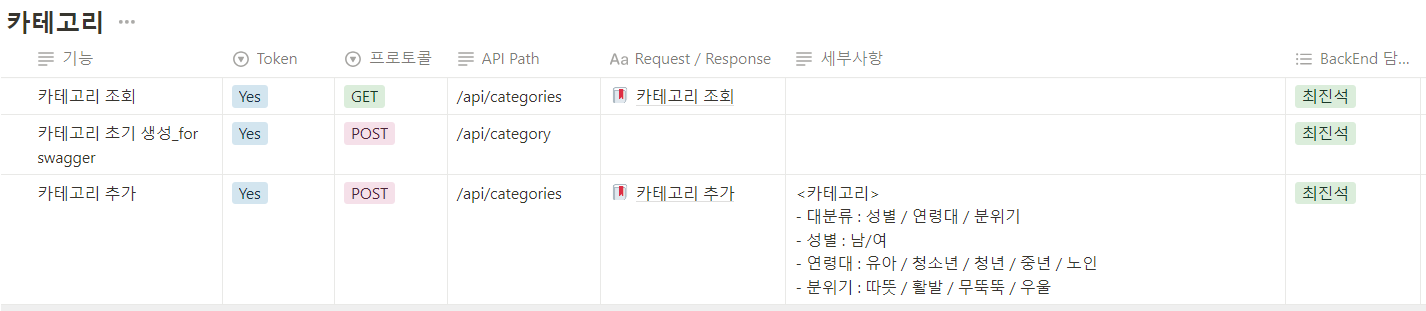 카테고리
기능 Token 프로토콜 API Path Aa Request / Response 세부사항 BackEnd 담...
카테고리 조회 Yes GET /api/categories 카테고리 조회 최진석
카테고리 초기 생성_for Yes POST /api/category 최진석
swagger
카테고리 추가 Yes POST /api/categories 카테고리 추가 <카테고리> 최진석
- 대분류 : 성별 / 연령대 / 분위기
- 성별 : 남/여
- 연령대 : 유아 / 청소년 / 청년 / 중년 / 노인
- 분위기 : 따뜻 / 활발 / 무뚝뚝 / 우울